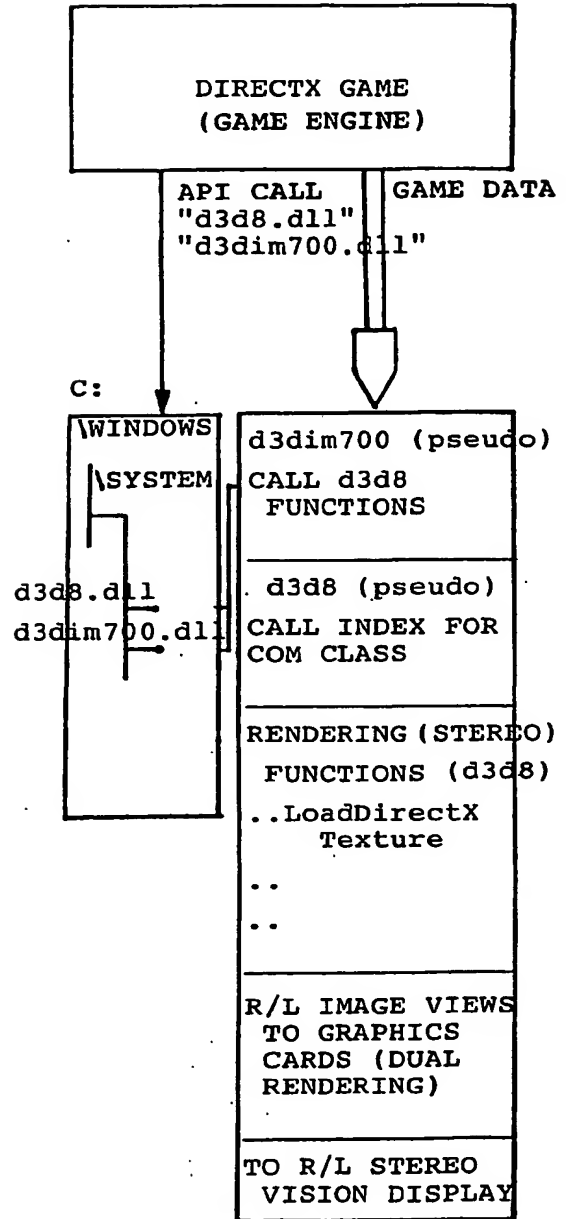 DIRECTX GAME
(GAME ENGINE)
API CALL
"d3d8.dll"
"d3dim700.dll"
GAME DATA
C:
\WINDOWS
\SYSTEM
d3d8.dll
d3dim700.dll
d3dim700 (pseudo)
CALL d3d8
FUNCTIONS
d3d8 (pseudo)
CALL INDEX FOR
COM CLASS
RENDERING (STEREO)
FUNCTIONS (d3d8)
..LoadDirectX
Texture
..
..
R/L IMAGE VIEWS
TO GRAPHICS
CARDS (DUAL
RENDERING)
TO R/L STEREO
VISION DISPLAY